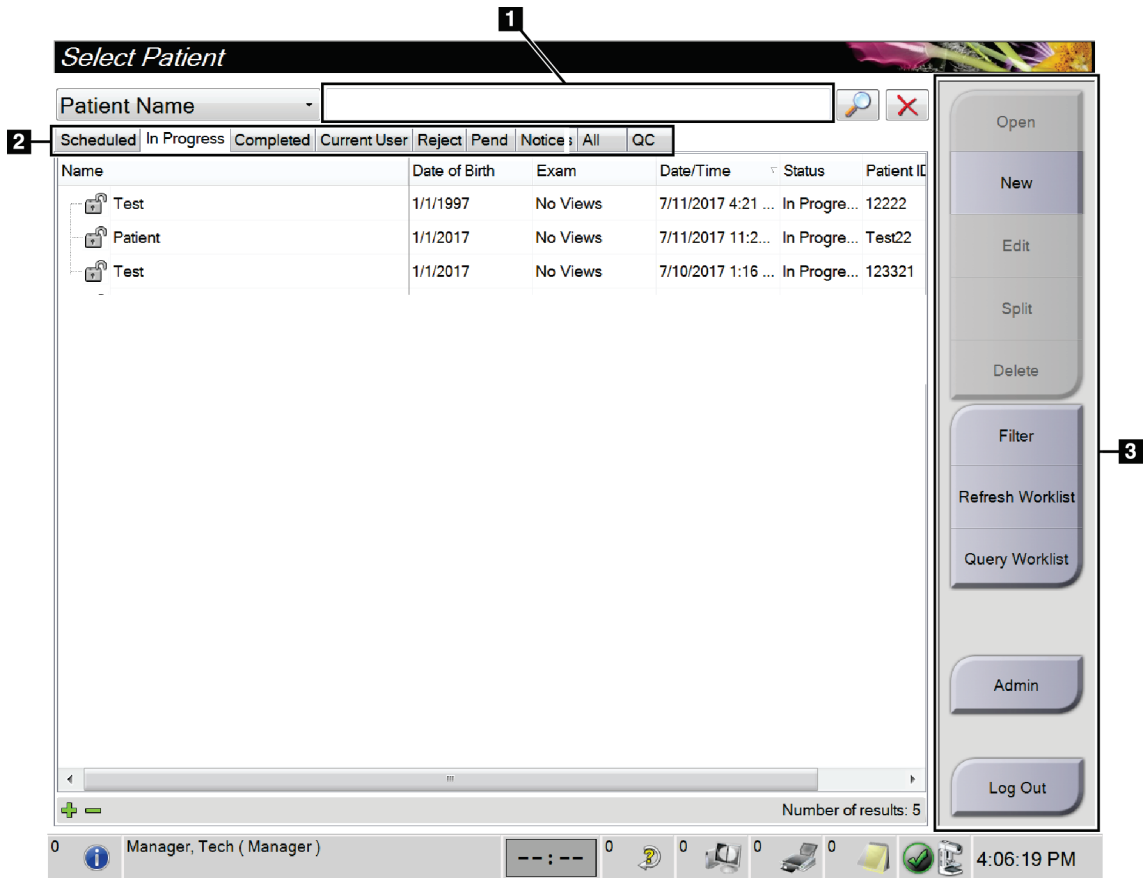 1
Select Patient
Patient Name
2
Scheduled In Progress Completed Current User Reject Pend Notices All QC
Name Date of Birth Exam Date/Time Status Patient ID
Test 1/1/1997 No Views 7/11/2017 4:21 ... In Progre... 12222
Patient 1/1/2017 No Views 7/11/2017 11:2... In Progre... Test22
Test 1/1/2017 No Views 7/10/2017 1:16 ... In Progre... 123321
Number of results: 5
Open
New
Edit
Split
Delete
Filter
3
Refresh Worklist
Query Worklist
Admin
Log Out
0 Manager, Tech ( Manager ) --:-- 0 0 0 0 4:06:19 PM